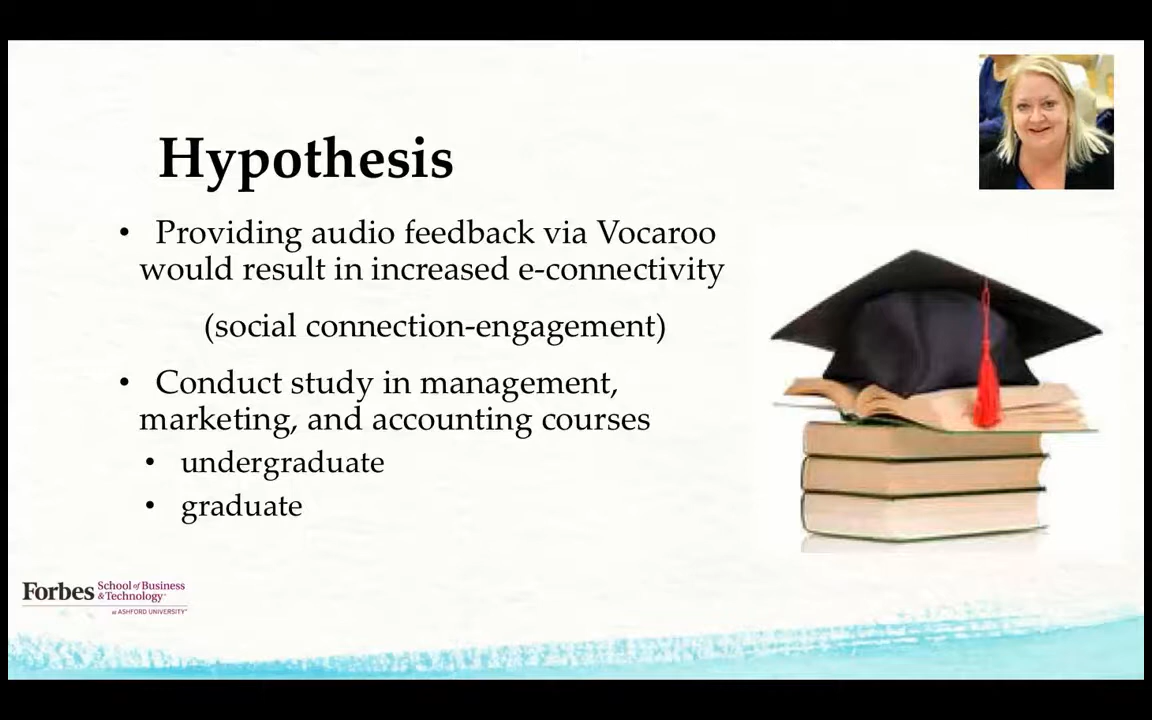 Hypothesis
• Providing audio feedback via Vocaroo
would result in increased e-connectivity
(social connection-engagement)
• Conduct study in management,
marketing, and accounting courses
• undergraduate
• graduate
Forbes School of Business
& Technology
at ASHFORD UNIVERSITY